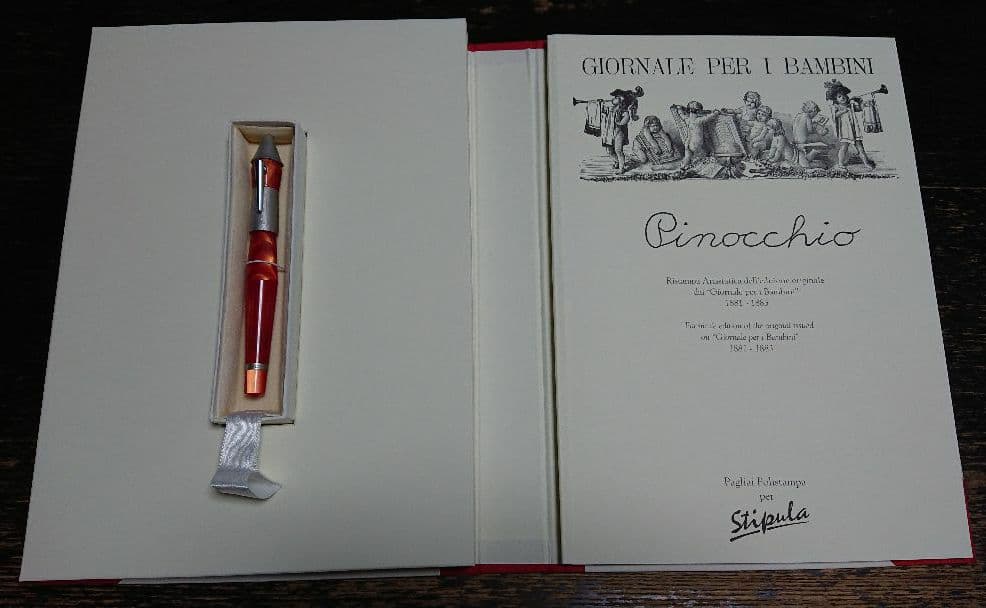 GIORNALE PER I BAMBINI
Pinocchio
Ristampa Anastatica dell'edizione originale
dal "Giornale per i Bambini"
1881 - 1883
Facsimile edition of the original issued
on "Giornale per i Bambini"
1881 - 1883
Pagliai Polistampa
per
Stipula